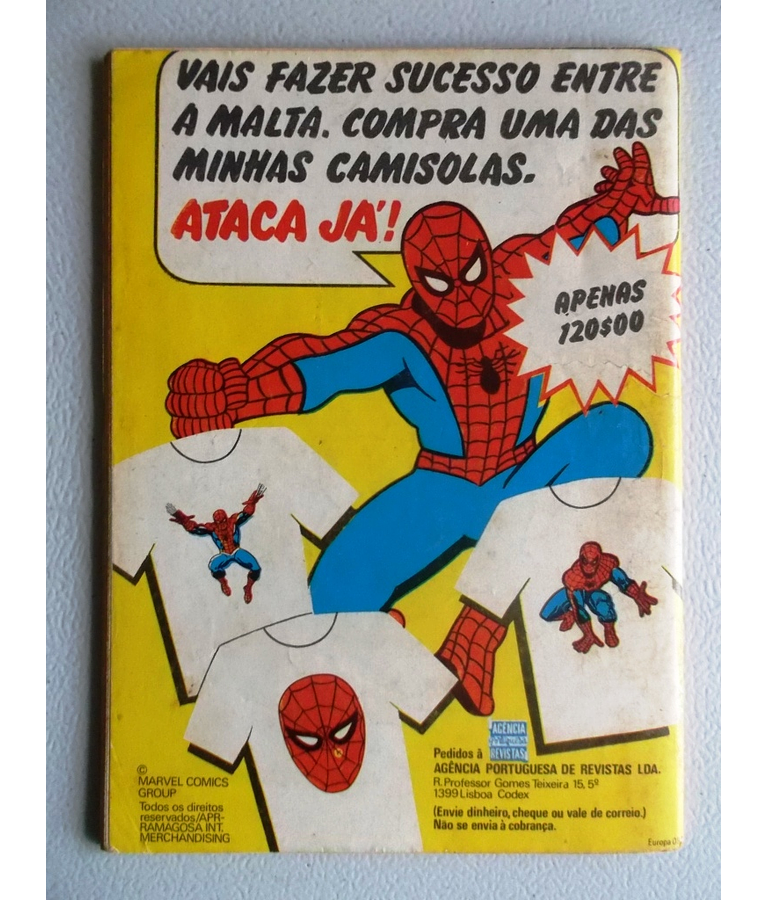 VAIS FAZER SUCESSO ENTRE
A MALTA. COMPRA UMA DAS
MINHAS CAMISOLAS.
ATACA JÁ!
APENAS
120$00
AGÊNCIA
REVISTAS
Pedidos à
AGÊNCIA PORTUGUESA DE REVISTAS LDA.
R. Professor Gomes Teixeira 15, 5º
1399 Lisboa Codex
(Envie dinheiro, cheque ou vale de correio.)
Não se envia à cobrança.
©
MARVEL COMICS
GROUP
Todos os direitos
reservados/APR-
RAMAGOSA INT.
MERCHANDISING
Europa